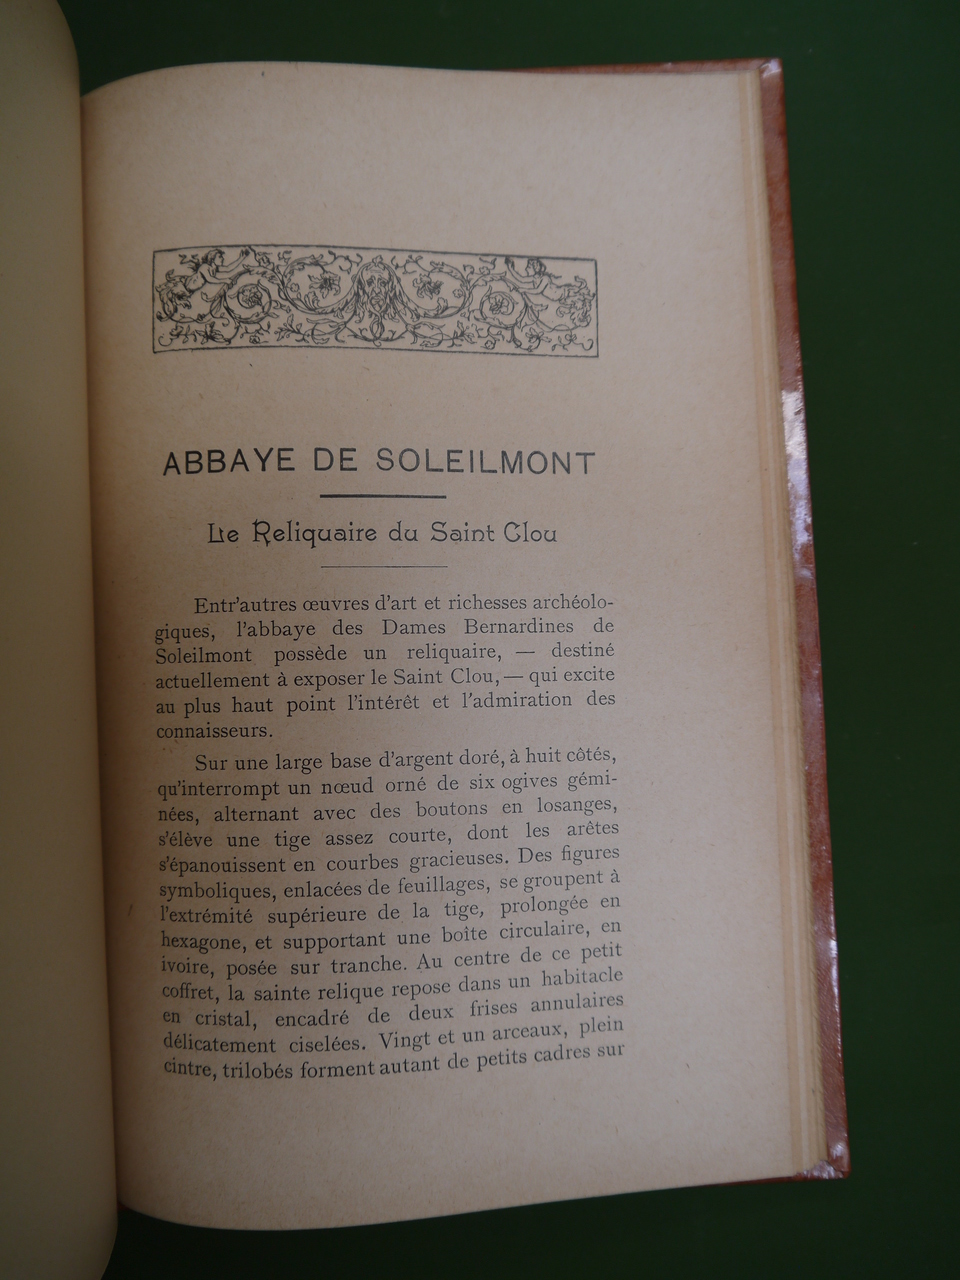 ABBAYE DE SOLEILMONT
Le Reliquaire du Saint Clou
Entr'autres œuvres d'art et richesses archéolo-
giques, l'abbaye des Dames Bernardines de
Soleilmont possède un reliquaire, — destiné
actuellement à exposer le Saint Clou, — qui excite
au plus haut point l'intérêt et l'admiration des
connaisseurs.
Sur une large base d'argent doré, à huit côtés,
qu'interrompt un nœud orné de six ogives gémi-
nées, alternant avec des boutons en losanges,
s'élève une tige assez courte, dont les arêtes
s'épanouissent en courbes gracieuses. Des figures
symboliques, enlacées de feuillages, se groupent à
l'extrémité supérieure de la tige, prolongée en
hexagone, et supportant une boîte circulaire, en
ivoire, posée sur tranche. Au centre de ce petit
coffret, la sainte relique repose dans un habitacle
en cristal, encadré de deux frises annulaires
délicatement ciselées. Vingt et un arceaux, plein
cintre, trilobés forment autant de petits cadres sur